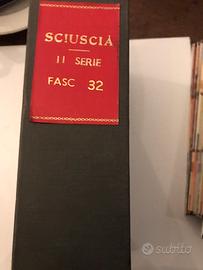 SCIUSCIÀ
II SERIE
FASC 32
subito